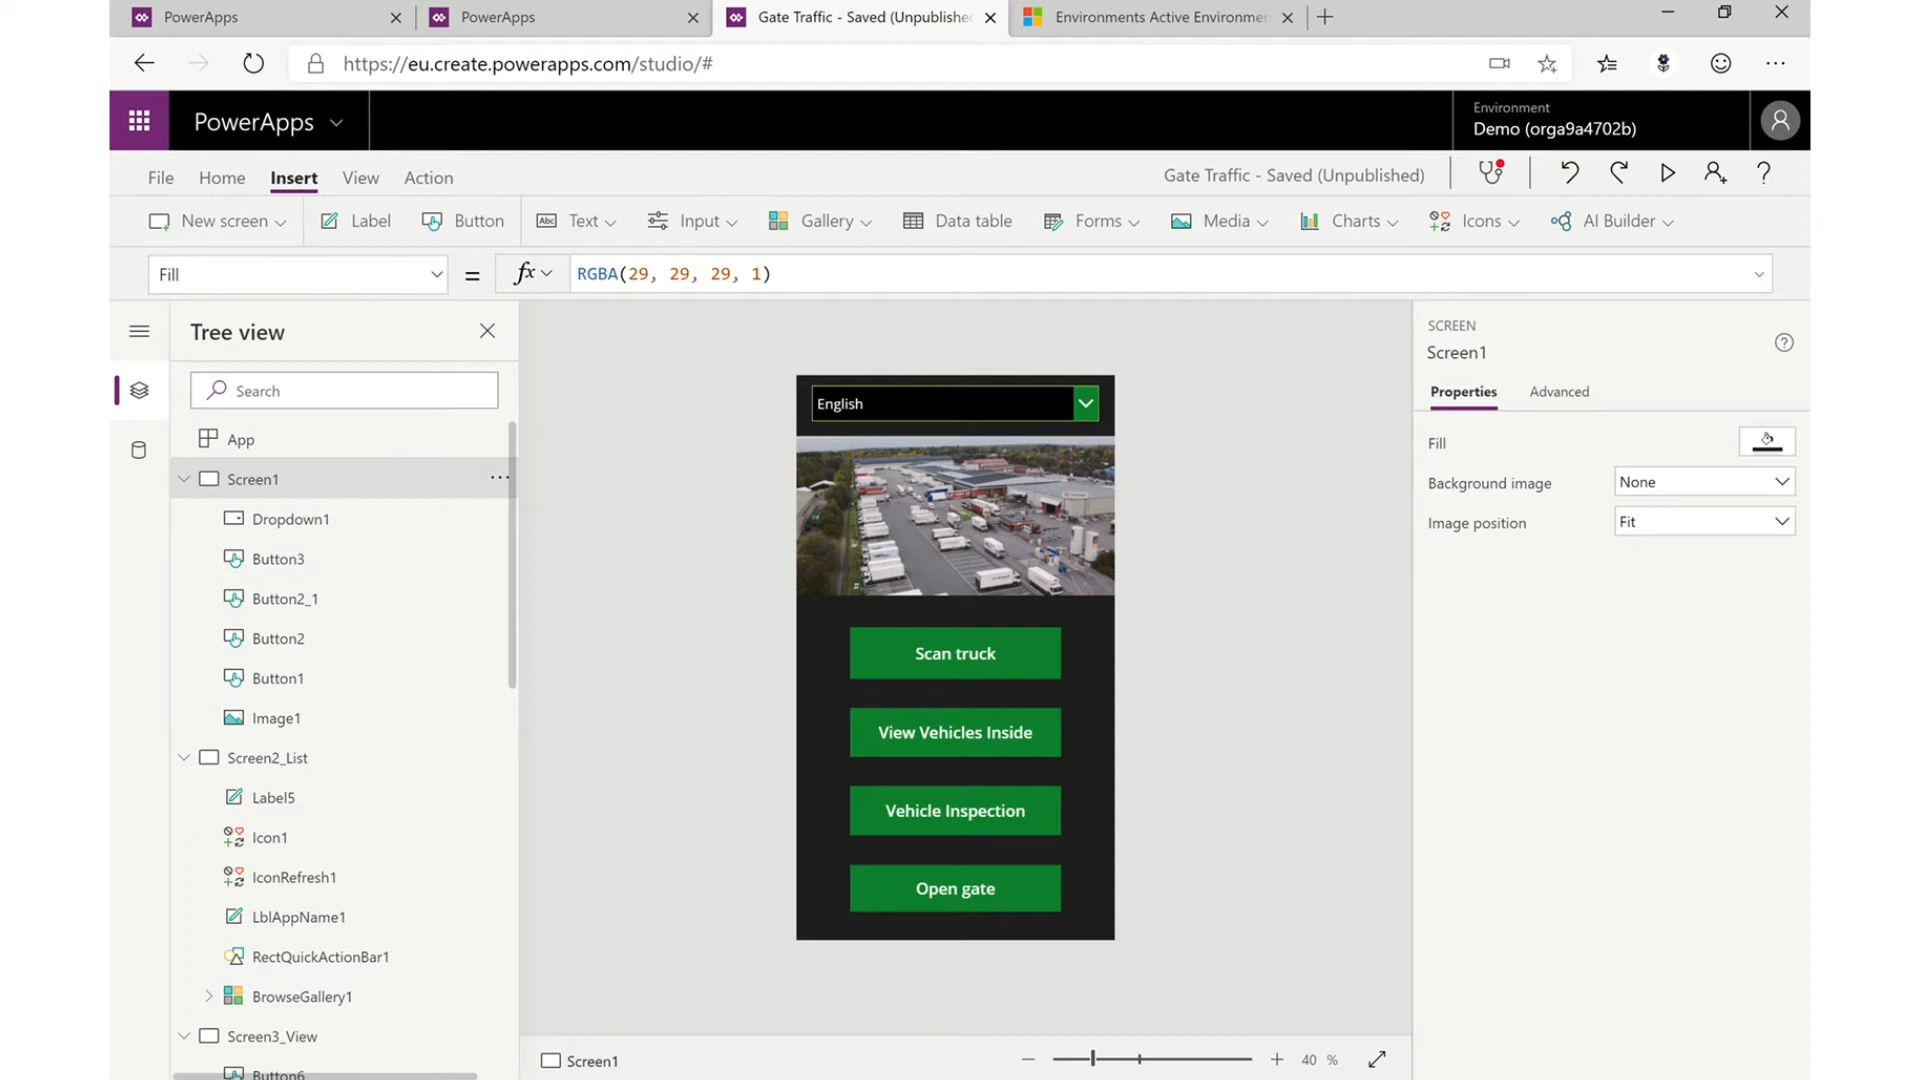 PowerApps
PowerApps
Gate Traffic - Saved (Unpublishe
Environments Active Environmen
https://eu.create.powerapps.com/studio/#
PowerApps
Environment
Demo (orga9a4702b)
File Home Insert View Action
Gate Traffic - Saved (Unpublished)
New screen Label Button Abc Text Input Gallery Data table Forms Media Charts Icons AI Builder
Fill = fx RGBA(29, 29, 29, 1)
Tree view
Search
App
Screen1
Dropdown1
Button3
Button2_1
Button2
Button1
Image1
Screen2_List
Label5
Icon1
IconRefresh1
LblAppName1
RectQuickActionBar1
BrowseGallery1
Screen3_View
Button6
English
Scan truck
View Vehicles Inside
Vehicle Inspection
Open gate
Screen1
40 %
SCREEN
Screen1
Properties Advanced
Fill
Background image None
Image position Fit